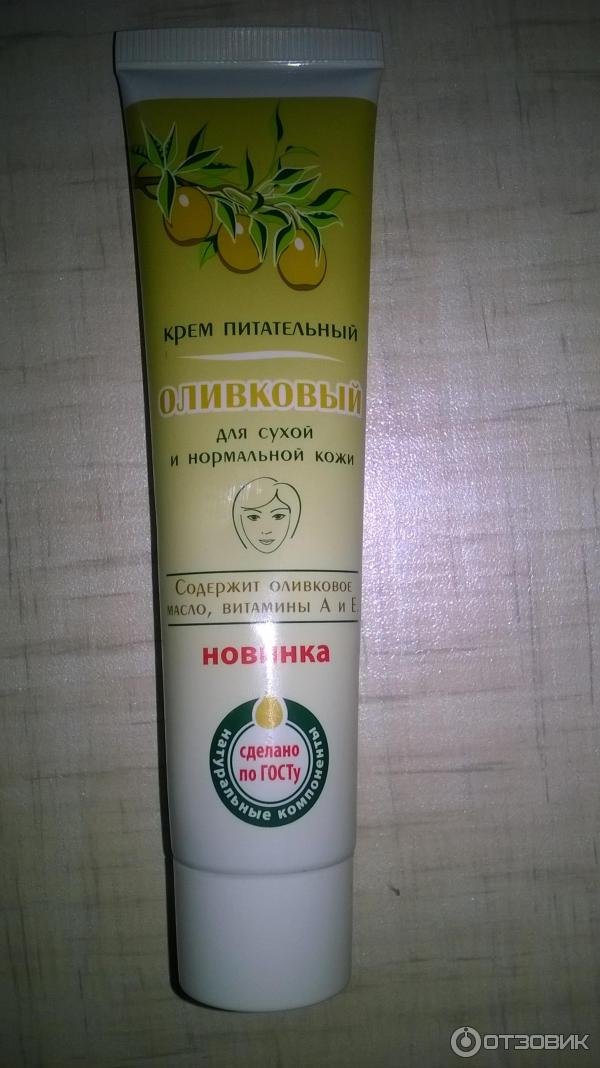 крем питательный
оливковый
для сухой
и нормальной кожи
Содержит оливковое
масло, витамины А и Е
новинка
сделано
по ГОСТу
натуральные компоненты
ОТЗОВИК